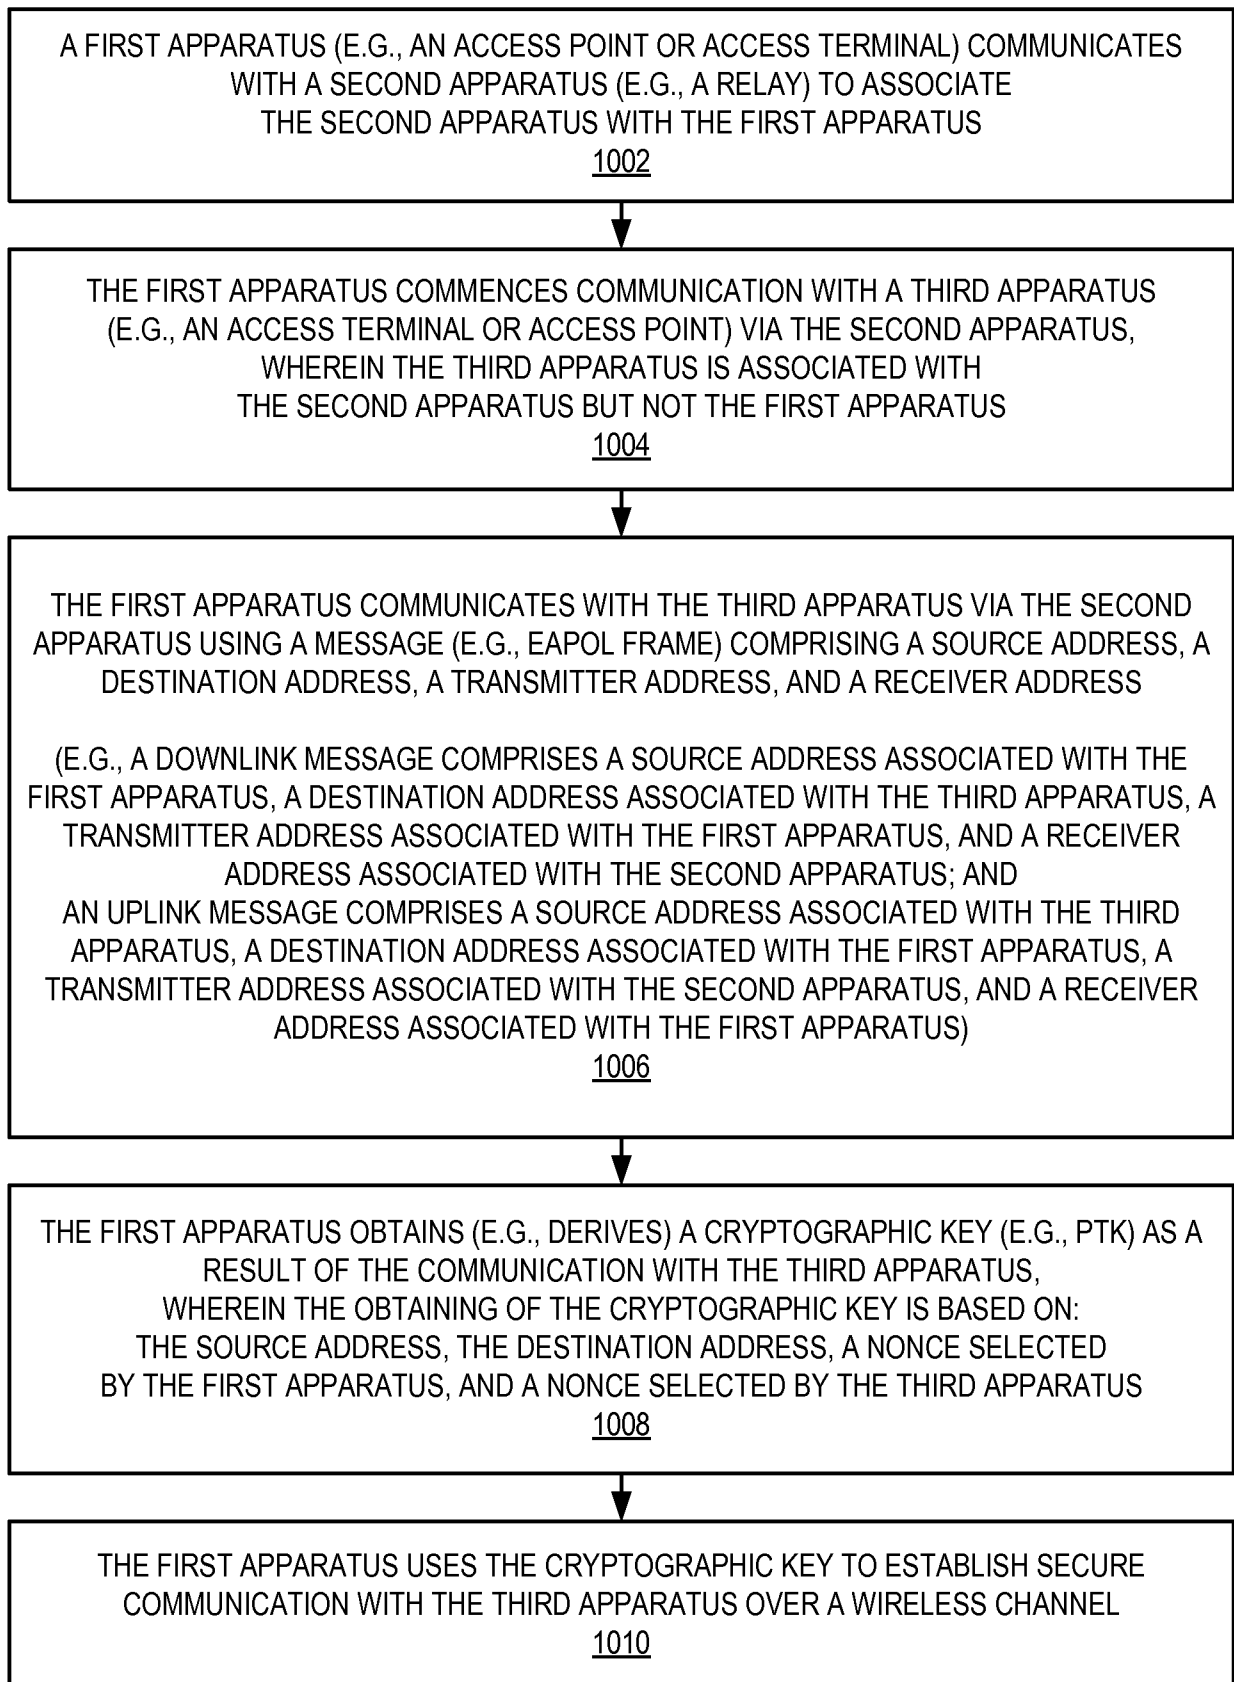 A FIRST APPARATUS (E.G., AN ACCESS POINT OR ACCESS TERMINAL) COMMUNICATES
WITH A SECOND APPARATUS (E.G., A RELAY) TO ASSOCIATE
THE SECOND APPARATUS WITH THE FIRST APPARATUS
1002
THE FIRST APPARATUS COMMENCES COMMUNICATION WITH A THIRD APPARATUS
(E.G., AN ACCESS TERMINAL OR ACCESS POINT) VIA THE SECOND APPARATUS,
WHEREIN THE THIRD APPARATUS IS ASSOCIATED WITH
THE SECOND APPARATUS BUT NOT THE FIRST APPARATUS
1004
THE FIRST APPARATUS COMMUNICATES WITH THE THIRD APPARATUS VIA THE SECOND
APPARATUS USING A MESSAGE (E.G., EAPOL FRAME) COMPRISING A SOURCE ADDRESS, A
DESTINATION ADDRESS, A TRANSMITTER ADDRESS, AND A RECEIVER ADDRESS
(E.G., A DOWNLINK MESSAGE COMPRISES A SOURCE ADDRESS ASSOCIATED WITH THE
FIRST APPARATUS, A DESTINATION ADDRESS ASSOCIATED WITH THE THIRD APPARATUS, A
TRANSMITTER ADDRESS ASSOCIATED WITH THE FIRST APPARATUS, AND A RECEIVER
ADDRESS ASSOCIATED WITH THE SECOND APPARATUS; AND
AN UPLINK MESSAGE COMPRISES A SOURCE ADDRESS ASSOCIATED WITH THE THIRD
APPARATUS, A DESTINATION ADDRESS ASSOCIATED WITH THE FIRST APPARATUS, A
TRANSMITTER ADDRESS ASSOCIATED WITH THE SECOND APPARATUS, AND A RECEIVER
ADDRESS ASSOCIATED WITH THE FIRST APPARATUS)
1006
THE FIRST APPARATUS OBTAINS (E.G., DERIVES) A CRYPTOGRAPHIC KEY (E.G., PTK) AS A
RESULT OF THE COMMUNICATION WITH THE THIRD APPARATUS,
WHEREIN THE OBTAINING OF THE CRYPTOGRAPHIC KEY IS BASED ON:
THE SOURCE ADDRESS, THE DESTINATION ADDRESS, A NONCE SELECTED
BY THE FIRST APPARATUS, AND A NONCE SELECTED BY THE THIRD APPARATUS
1008
THE FIRST APPARATUS USES THE CRYPTOGRAPHIC KEY TO ESTABLISH SECURE
COMMUNICATION WITH THE THIRD APPARATUS OVER A WIRELESS CHANNEL
1010